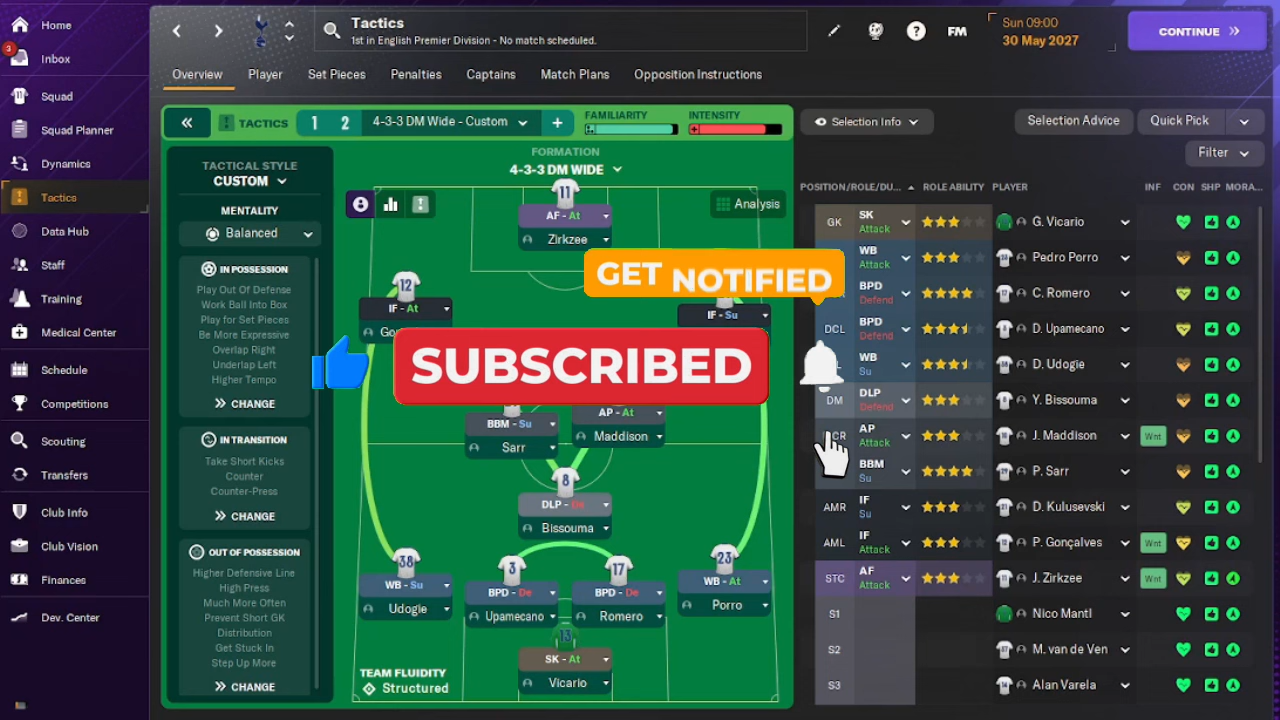 Home
3
Inbox
Squad
Squad Planner
Dynamics
Tactics
Data Hub
Staff
Training
Medical Center
Schedule
Competitions
Scouting
Transfers
Club Info
Club Vision
Finances
Dev. Center
Tactics
1st in English Premier Division - No match scheduled.
FM
Sun 09:00
30 May 2027
CONTINUE
Overview
Player
Set Pieces
Penalties
Captains
Match Plans
Opposition Instructions
TACTICS
1 2
4-3-3 DM Wide - Custom
+
FAMILIARITY
INTENSITY
TACTICAL STYLE
CUSTOM
MENTALITY
Balanced
IN POSSESSION
Play Out Of Defense
Work Ball Into Box
Play for Set Pieces
Be More Expressive
Overlap Right
Underlap Left
Higher Tempo
CHANGE
IN TRANSITION
Take Short Kicks
Counter
Counter-Press
CHANGE
OUT OF POSSESSION
Higher Defensive Line
High Press
Much More Often
Prevent Short GK
Distribution
Get Stuck In
Step Up More
CHANGE
FORMATION
4-3-3 DM WIDE
Analysis
11
AF - At
Zirkzee
12
IF - At
IF - Su
GET NOTIFIED
SUBSCRIBED
BBM - Su
Sarr
AP - At
Maddison
8
DLP - De
Bissouma
38
WB - Su
Udogie
3
BPD - De
Upamecano
17
BPD - De
Romero
23
WB - At
Porro
13
SK - At
Vicario
TEAM FLUIDITY
Structured
Selection Info
Selection Advice
Quick Pick
Filter
POSITION/ROLE/DU... ROLE ABILITY PLAYER INF CON SHP MORA...
GK SK Attack G. Vicario
WB Attack Pedro Porro
BPD Defend C. Romero
DCL BPD Defend D. Upamecano
WB Su D. Udogie
DM DLP Defend Y. Bissouma
AP Attack J. Maddison Wnt
BBM Su P. Sarr
AMR IF Su D. Kulusevski
AML IF Attack P. Gonçalves Wnt
STC AF Attack J. Zirkzee Wnt
S1 Nico Mantl
S2 M. van de Ven
S3 Alan Varela